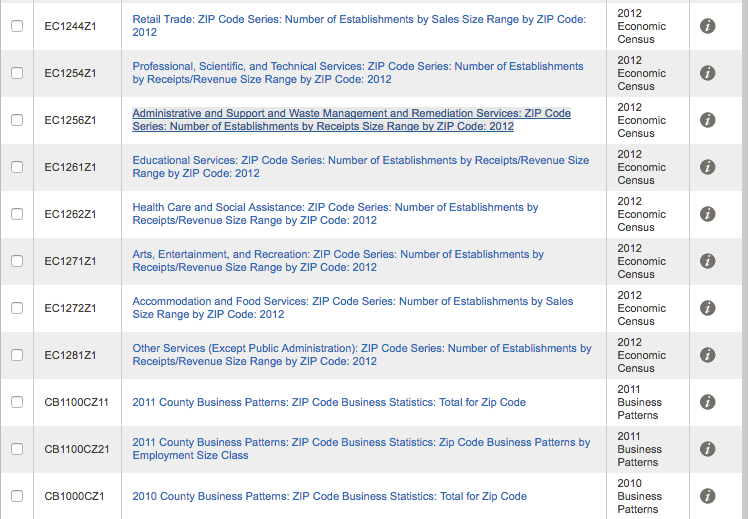 EC1244Z1 Retail Trade: ZIP Code Series: Number of Establishments by Sales Size Range by ZIP Code:
2012
2012
Economic
Census
EC1254Z1 Professional, Scientific, and Technical Services: ZIP Code Series: Number of Establishments
by Receipts/Revenue Size Range by ZIP Code: 2012
2012
Economic
Census
EC1256Z1 Administrative and Support and Waste Management and Remediation Services: ZIP Code
Series: Number of Establishments by Receipts Size Range by ZIP Code: 2012
2012
Economic
Census
EC1261Z1 Educational Services: ZIP Code Series: Number of Establishments by Receipts/Revenue Size
Range by ZIP Code: 2012
2012
Economic
Census
EC1262Z1 Health Care and Social Assistance: ZIP Code Series: Number of Establishments by
Receipts/Revenue Size Range by ZIP Code: 2012
2012
Economic
Census
EC1271Z1 Arts, Entertainment, and Recreation: ZIP Code Series: Number of Establishments by
Receipts/Revenue Size Range by ZIP Code: 2012
2012
Economic
Census
EC1272Z1 Accommodation and Food Services: ZIP Code Series: Number of Establishments by Sales
Size Range by ZIP Code: 2012
2012
Economic
Census
EC1281Z1 Other Services (Except Public Administration): ZIP Code Series: Number of Establishments by
Receipts/Revenue Size Range by ZIP Code: 2012
2012
Economic
Census
CB1100CZ11 2011 County Business Patterns: ZIP Code Business Statistics: Total for Zip Code
2011
Business
Patterns
CB1100CZ21 2011 County Business Patterns: ZIP Code Business Statistics: Zip Code Business Patterns by
Employment Size Class
2011
Business
Patterns
CB1000CZ1 2010 County Business Patterns: ZIP Code Business Statistics: Total for Zip Code
2010
Business
Patterns